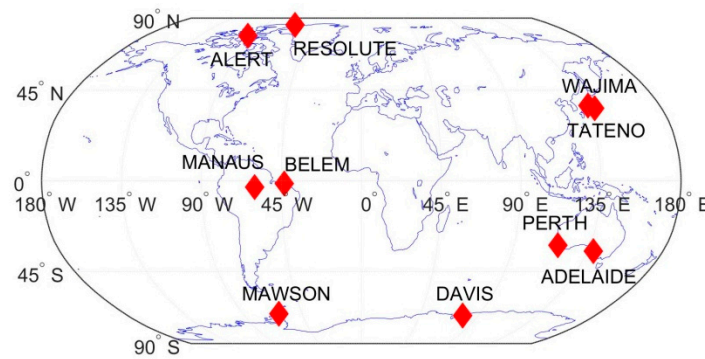 90° N
ALERT
RESOLUTE
45° N
WAJIMA
TATENO
MANAUS
BELEM
0°
180° W
135° W
90° W
45° W
0°
45° E
90° E
135° E
180° E
PERTH
ADELAIDE
45° S
MAWSON
DAVIS
90° S